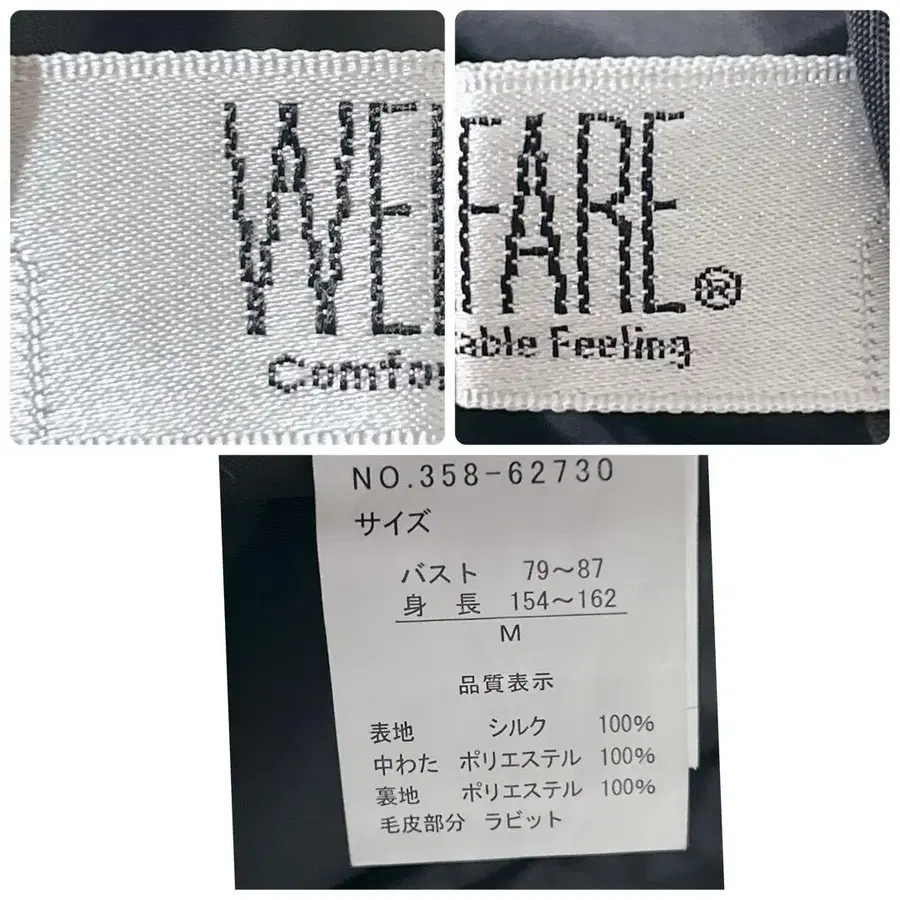 WEL
Comfor
FARE®
able Feeling
NO.358-62730
サイズ
バスト 79～87
身 長 154～162
M
品質表示
表地 シルク 100%
中わた ポリエステル 100%
裏地 ポリエステル 100%
毛皮部分 ラビット